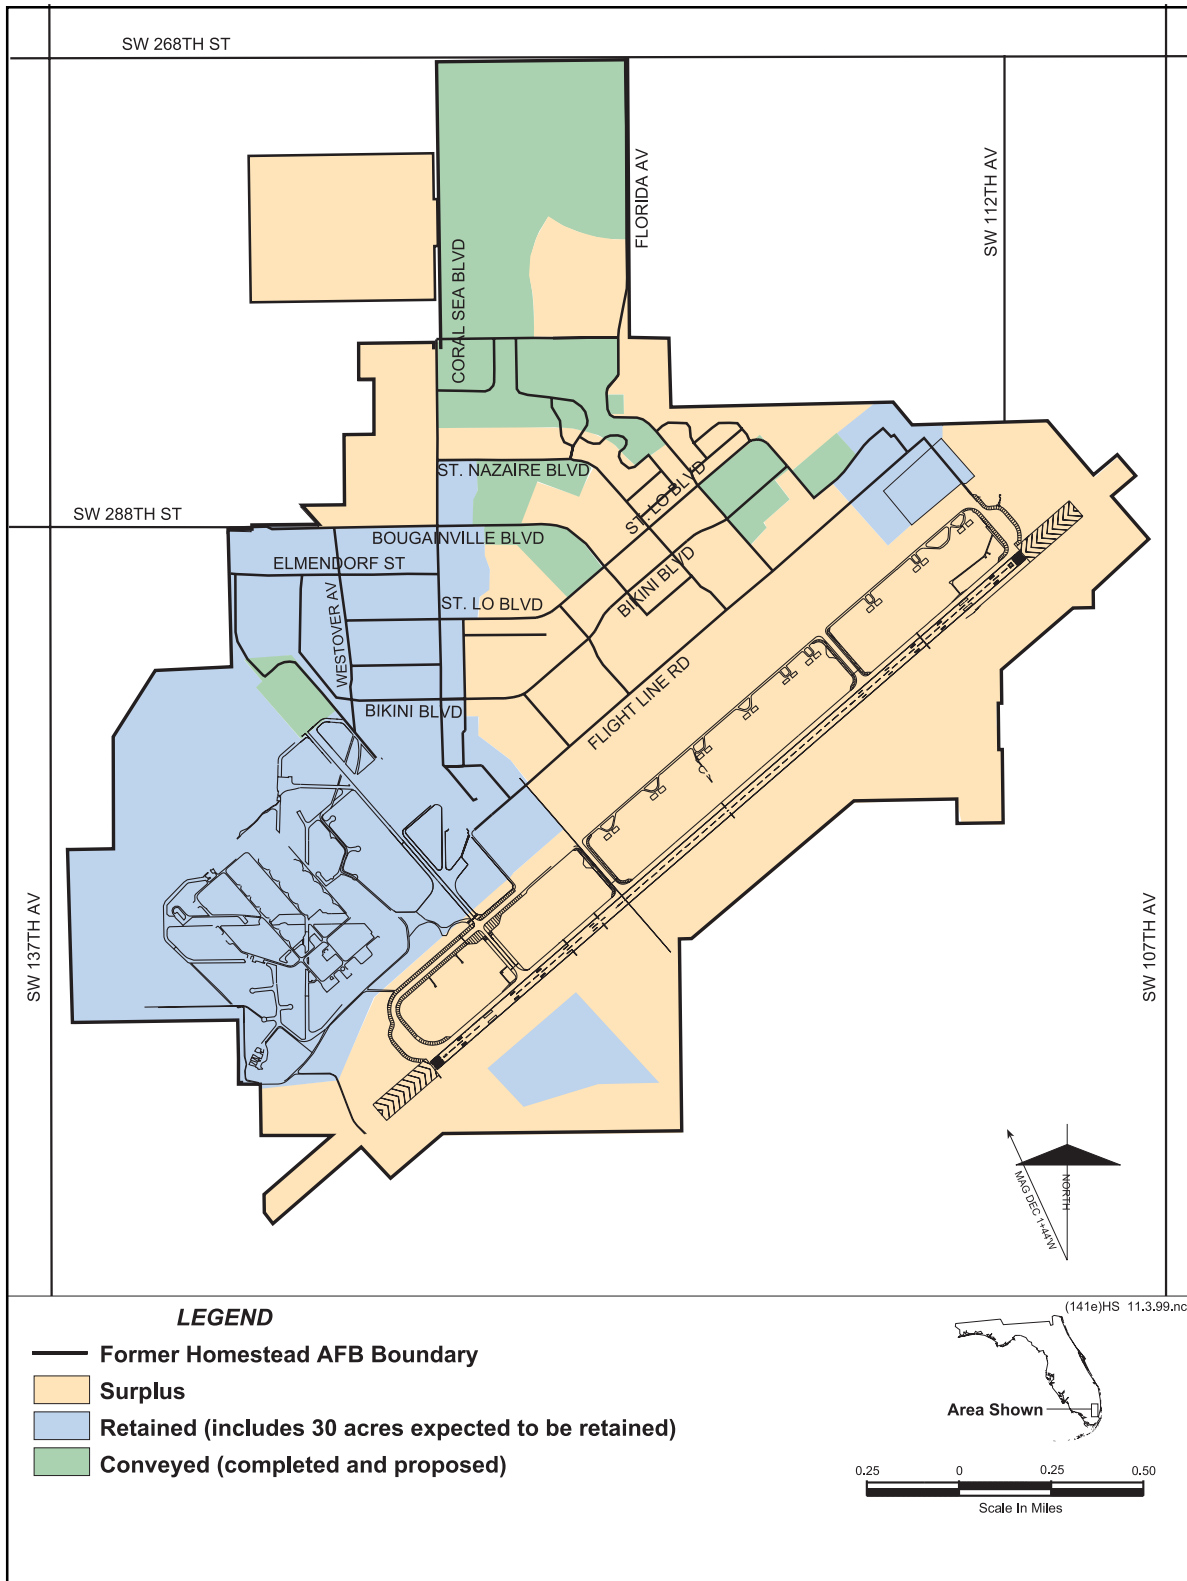 SW 268TH ST
FLORIDA AV
SW 112TH AV
CORAL SEA BLVD
ST. NAZAIRE BLVD
ST. LO BLVD
SW 288TH ST
BOUGAINVILLE BLVD
ELMENDORF ST
BIKINI BLVD
WESTOVER AV
ST. LO BLVD
FLIGHT LINE RD
BIKINI BLVD
SW 137TH AV
SW 107TH AV
MAG DEC 1•44'W
NORTH
(141e)HS 11.3.99.nc
LEGEND
Former Homestead AFB Boundary
Surplus
Retained (includes 30 acres expected to be retained)
Conveyed (completed and proposed)
Area Shown
0.25 0 0.25 0.50
Scale In Miles